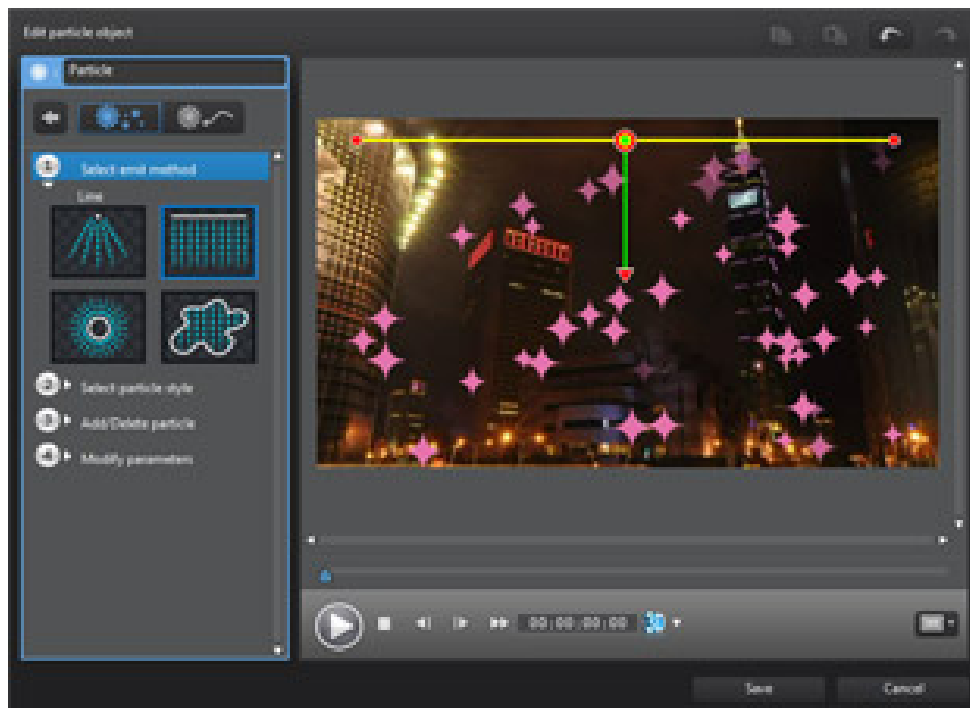 Edit particle object
Particle
Select emit method
Line
Select particle style
Add/Delete particle
Modify parameters
00:00:00:00
Save
Cancel